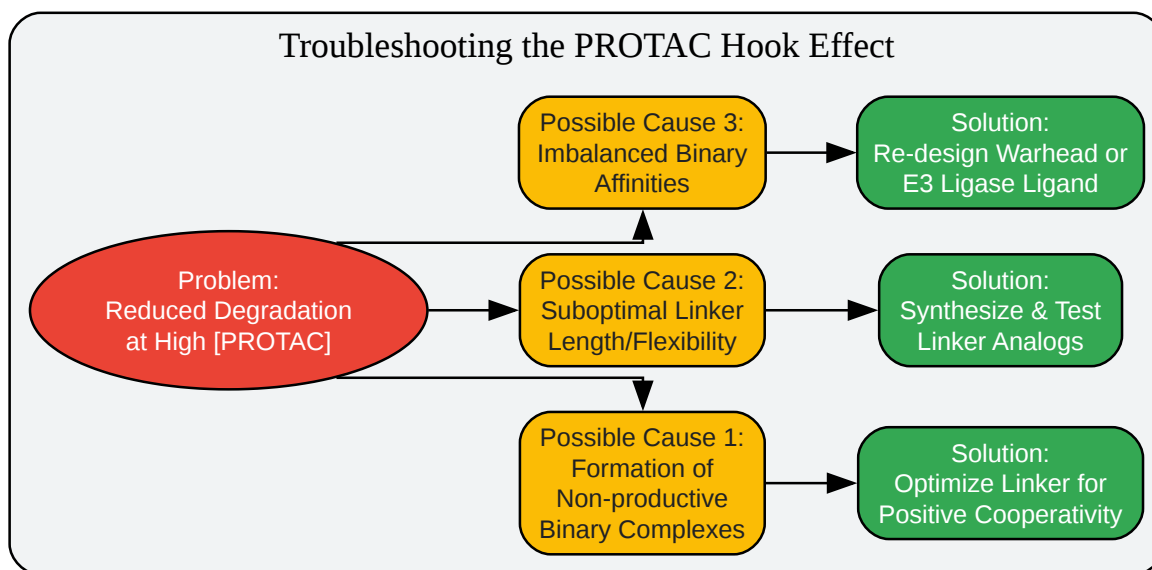 Troubleshooting the PROTAC Hook Effect
Possible Cause 3:
Imbalanced Binary
Affinities
Solution:
Re-design Warhead or
E3 Ligase Ligand
Problem:
Reduced Degradation
at High [PROTAC]
Possible Cause 2:
Suboptimal Linker
Length/Flexibility
Solution:
Synthesize & Test
Linker Analogs
Possible Cause 1:
Formation of
Non-productive
Binary Complexes
Solution:
Optimize Linker for
Positive Cooperativity